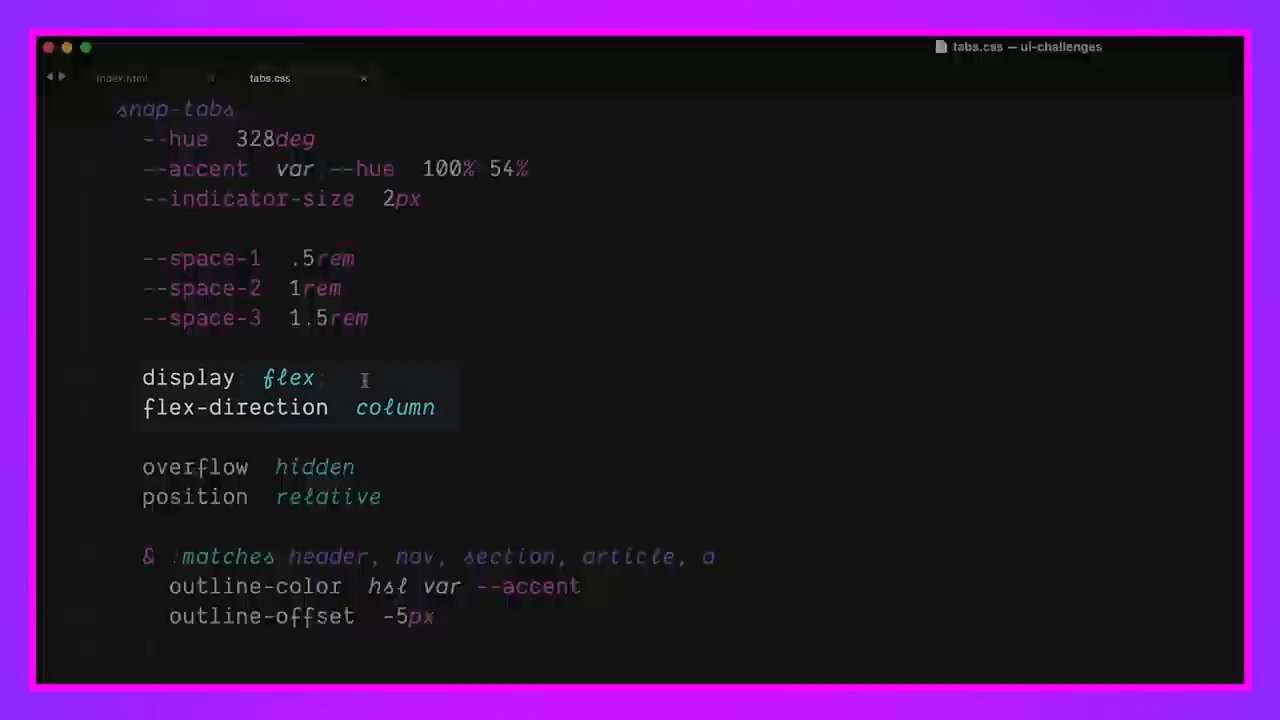 tabs.css — ui-challenges
index.html
tabs.css
snap-tabs
--hue 328deg
--accent var --hue 100% 54%
--indicator-size 2px
--space-1 .5rem
--space-2 1rem
--space-3 1.5rem
display: flex;
flex-direction column
overflow hidden
position relative
& :matches header, nav, section, article, a
outline-color hsl var --accent
outline-offset -5px